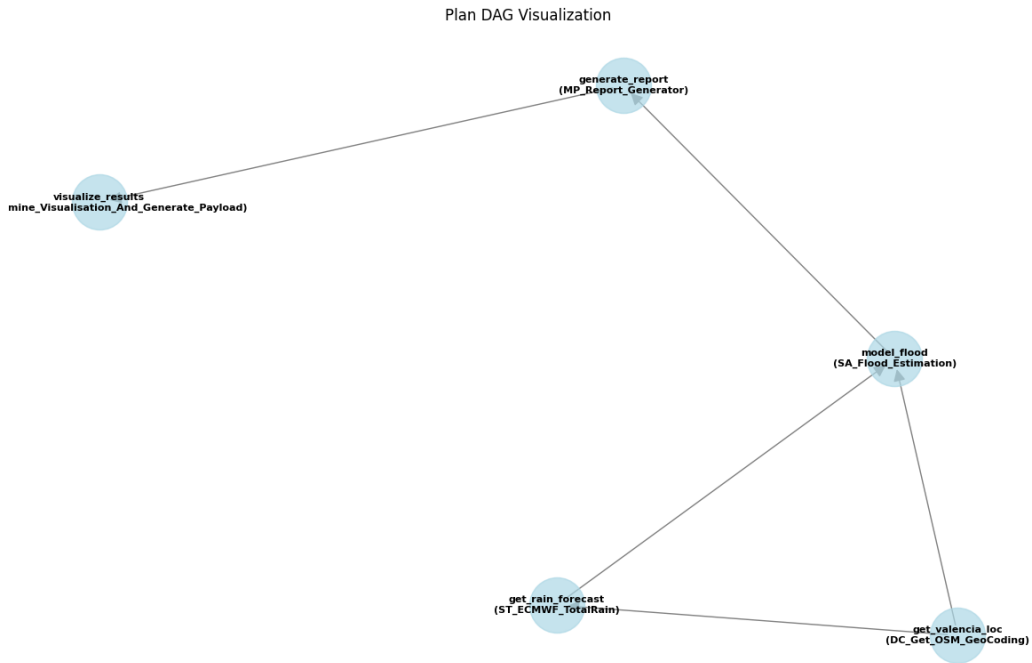 Plan DAG Visualization
generate_report
(MP_Report_Generator)
visualize_results
mine_Visualisation_And_Generate_Payload)
model_flood
(SA_Flood_Estimation)
get_rain_forecast
(ST_ECMWF_TotalRain)
get_valencia_loc
(DC_Get_OSM_GeoCoding)